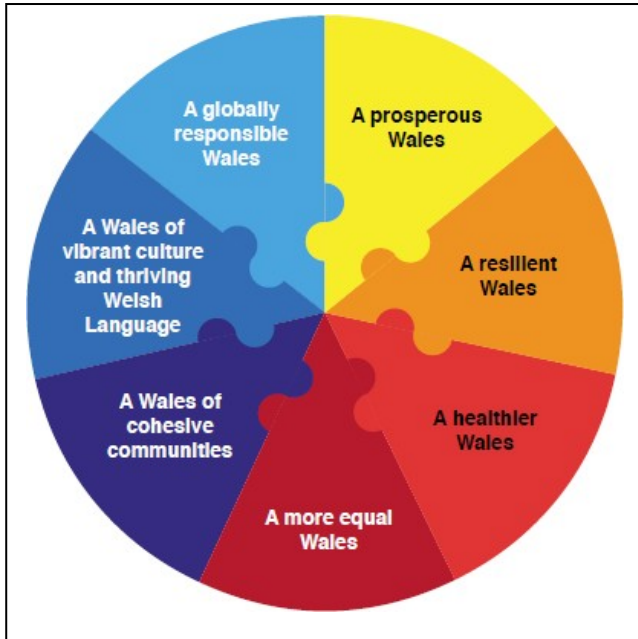 A globally
responsible
Wales
A prosperous
Wales
A resilient
Wales
A healthier
Wales
A more equal
Wales
A Wales of
cohesive
communities
A Wales of
vibrant culture
and thriving
Welsh
Language